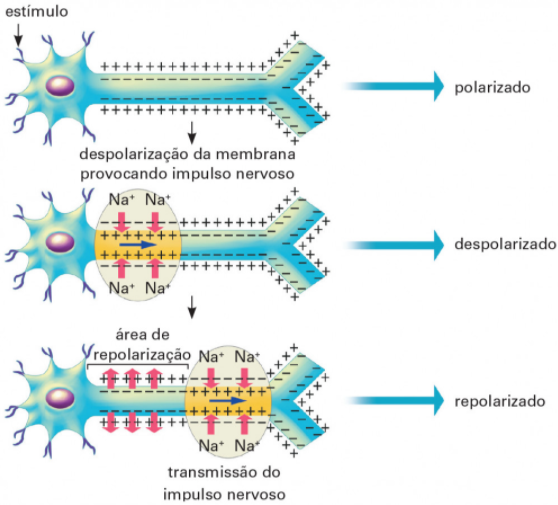 estímulo
polarizado
despolarização da membrana
provocando impulso nervoso
Na⁺ Na⁺
despolarizado
Na⁺ Na⁺
área de
repolarização
Na⁺ Na⁺
repolarizado
Na⁺ Na⁺
transmissão do
impulso nervoso